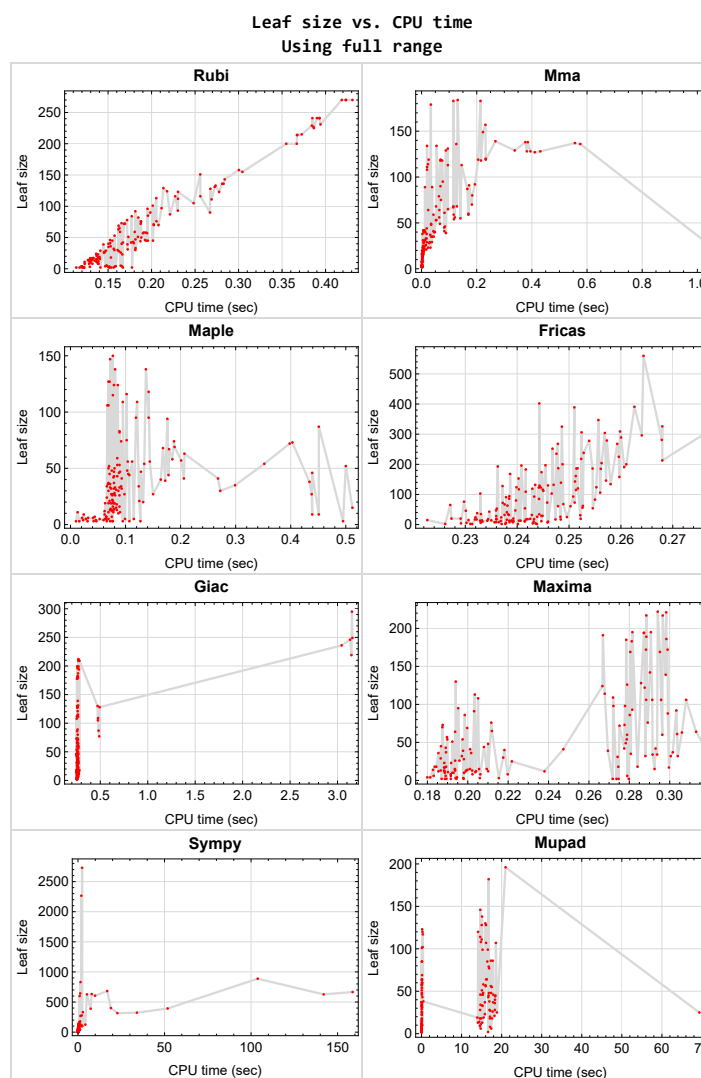 Leaf size vs. CPU time
Using full range
Rubi
Leaf size
250
200
150
100
50
0
0.15 0.20 0.25 0.30 0.35 0.40
CPU time (sec)
Mma
Leaf size
150
100
50
0
0.0 0.2 0.4 0.6 0.8 1.0
CPU time (sec)
Maple
Leaf size
150
100
50
0
0.0 0.1 0.2 0.3 0.4 0.5
CPU time (sec)
Fricas
Leaf size
500
400
300
200
100
0
0.23 0.24 0.25 0.26 0.27
CPU time (sec)
Giac
Leaf size
300
250
200
150
100
50
0
0.5 1.0 1.5 2.0 2.5 3.0
CPU time (sec)
Maxima
Leaf size
200
150
100
50
0
0.18 0.20 0.22 0.24 0.26 0.28 0.30
CPU time (sec)
Sympy
Leaf size
2500
2000
1500
1000
500
0
0 50 100 150
CPU time (sec)
Mupad
Leaf size
200
150
100
50
0
0 10 20 30 40 50 60
CPU time (sec)